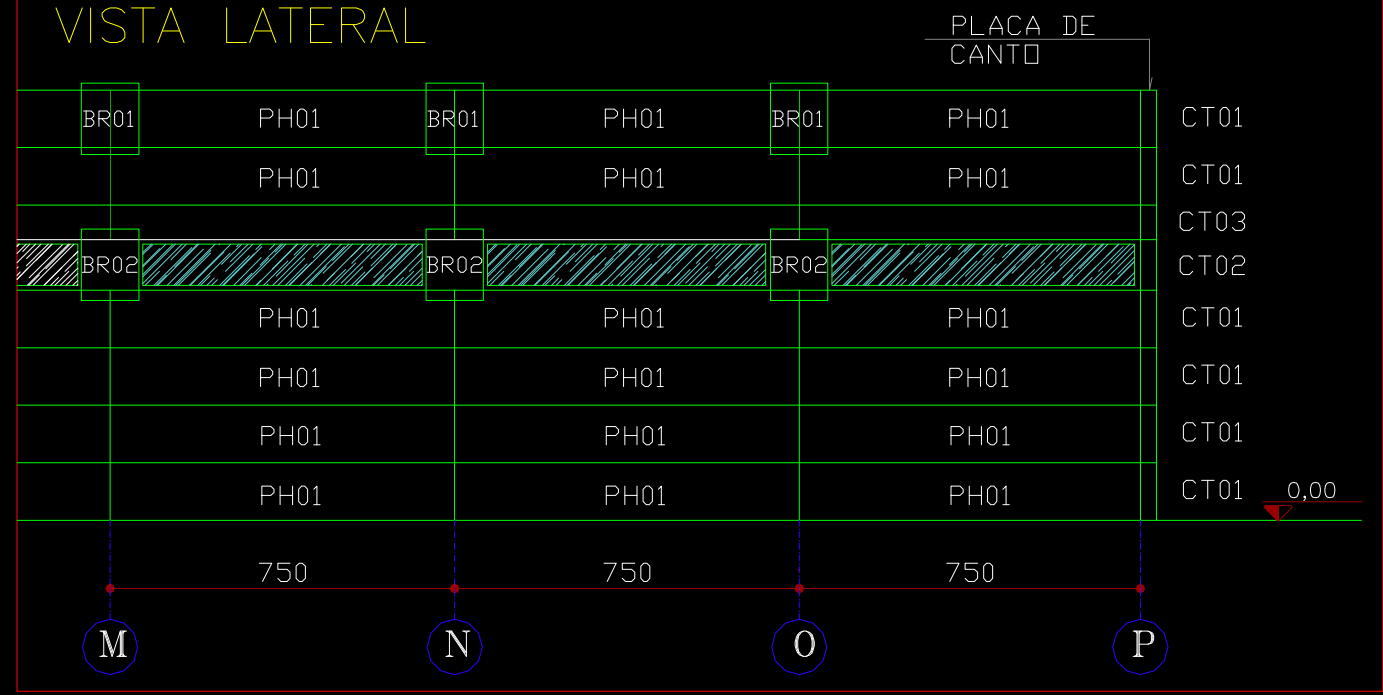 VISTA LATERAL
PLACA DE
CANTO
BR01 PH01 BR01 PH01 BR01 PH01 CT01
PH01 PH01 PH01 CT01
CT03
BR02 BR02 BR02 CT02
PH01 PH01 PH01 CT01
PH01 PH01 PH01 CT01
PH01 PH01 PH01 CT01
PH01 PH01 PH01 CT01
0,00
750 750 750
M N O P